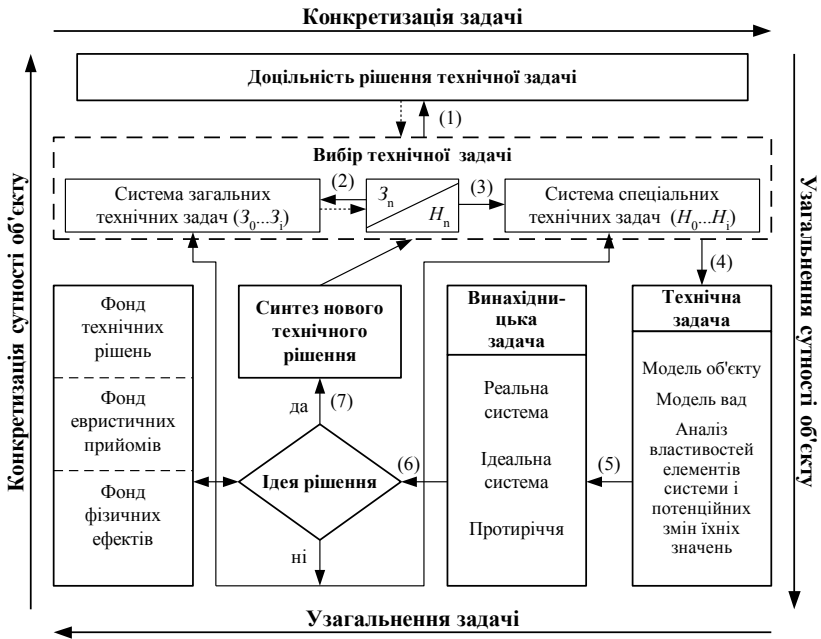 Конкретизація задачі
Доцільність рішення технічної задачі
(1)
Вибір технічної задачі
Система загальних
технічних задач (З0...Зі)
(2)
Зn
Нn
(3)
Система спеціальних
технічних задач (Н0...Ні)
(4)
Фонд
технічних
рішень
Фонд
евристичних
прийомів
Фонд
фізичних
ефектів
Синтез нового
технічного
рішення
да
(7)
Ідея рішення
ні
(6)
Винахідни-
цька
задача
Реальна
система
Ідеальна
система
Протиріччя
(5)
Технічна
задача
Модель об'єкту
Модель вад
Аналіз
властивостей
елементів
системи і
потенційних
змін їхніх
значень
Конкретизація сутності об'єкту
Узагальнення сутності об'єкту
Узагальнення задачі